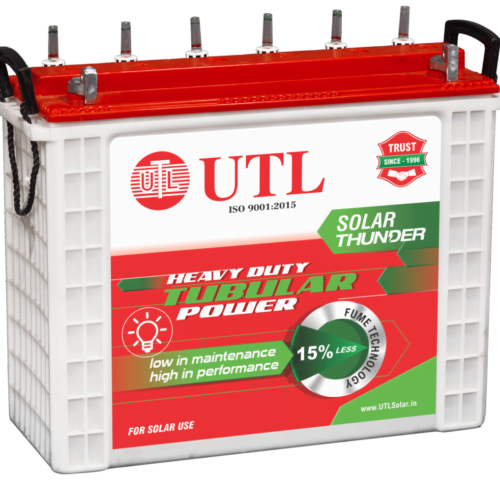 TRUST
SINCE - 1996
UTL
UTL
ISO 9001:2015
SOLAR
THUNDER
HEAVY DUTY
TUBULAR
POWER
low in maintenance
high in performance
15% LESS
FUME TECHNOLOGY
FOR SOLAR USE
www.UTLSolar.in